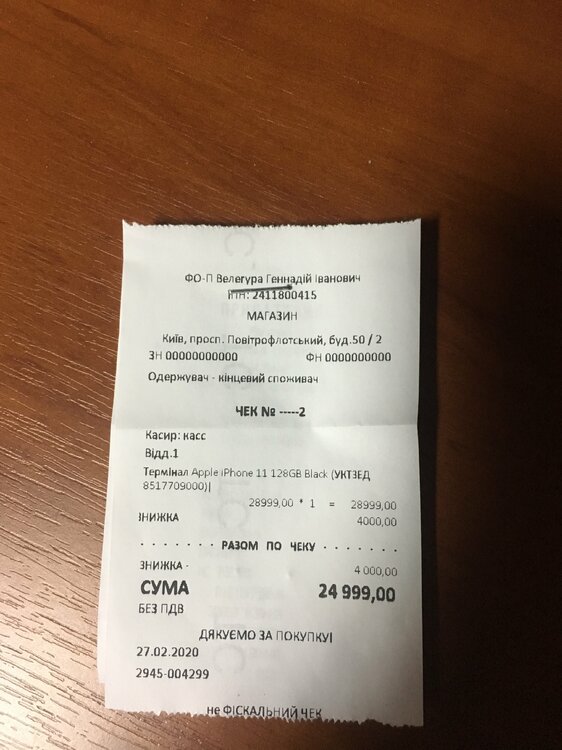 ФО-П Велегура Геннадій Іванович
ІПН: 2411800415
МАГАЗИН
Київ, просп. Повітрофлотський, буд.50 / 2
ЗН 00000000000 ФН 0000000000
Одержувач - кінцевий споживач
ЧЕК № -----2
Касир: касс
Відд.1
Термінал Apple iPhone 11 128GB Black (УКТЗЕД
8517709000)|
28999,00 * 1 = 28999,00
ЗНИЖКА 4000,00
· · · · · · · РАЗОМ ПО ЧЕКУ · · · · · · ·
ЗНИЖКА - 4 000,00
СУМА 24 999,00
БЕЗ ПДВ
ДЯКУЄМО ЗА ПОКУПКУ!
27.02.2020
2945-004299
не ФІСКАЛЬНИЙ ЧЕК